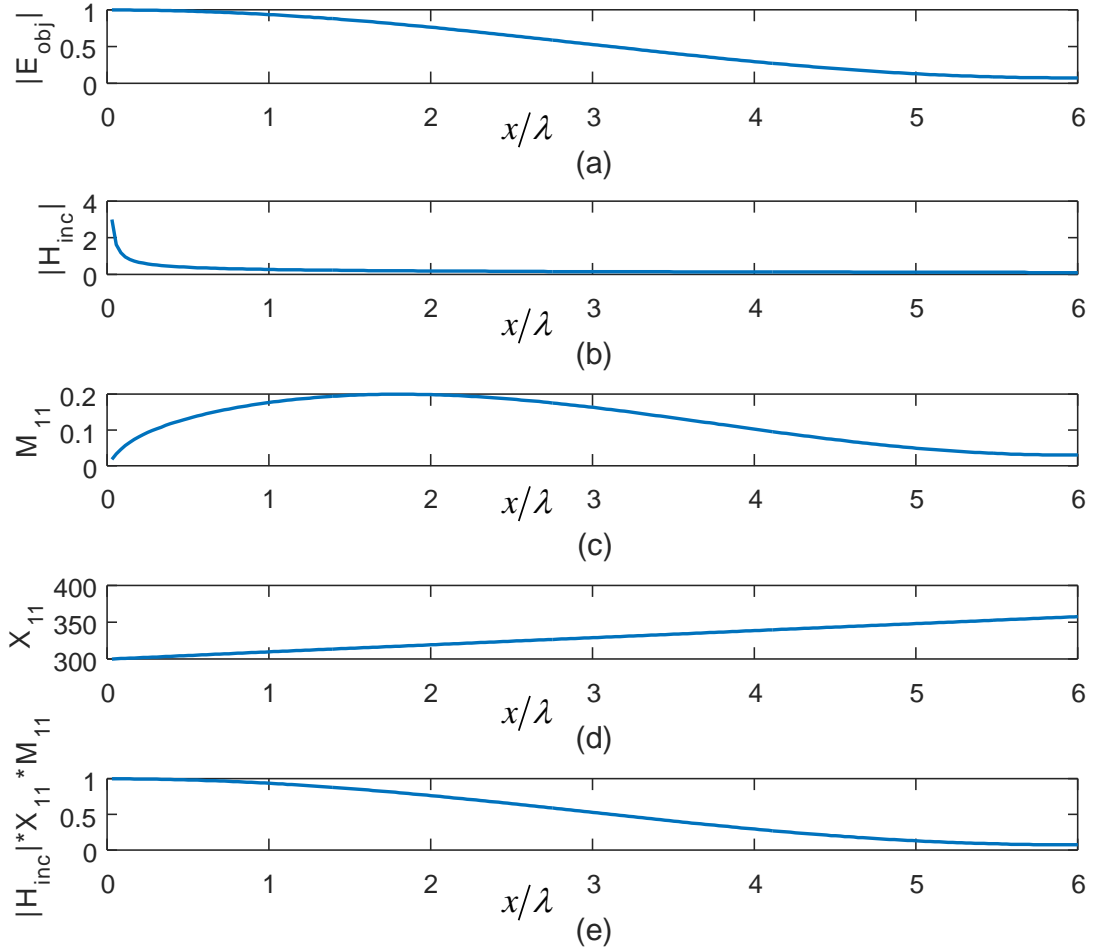 |E_obj|
1
0.5
0
0 1 2 3 4 5 6
x/λ
(a)
|H_inc|
4
2
0
0 1 2 3 4 5 6
x/λ
(b)
M_11
0.2
0.1
0
0 1 2 3 4 5 6
x/λ
(c)
X_11
400
350
300
0 1 2 3 4 5 6
x/λ
(d)
|H_inc|*X_11*M_11
1
0.5
0
0 1 2 3 4 5 6
x/λ
(e)